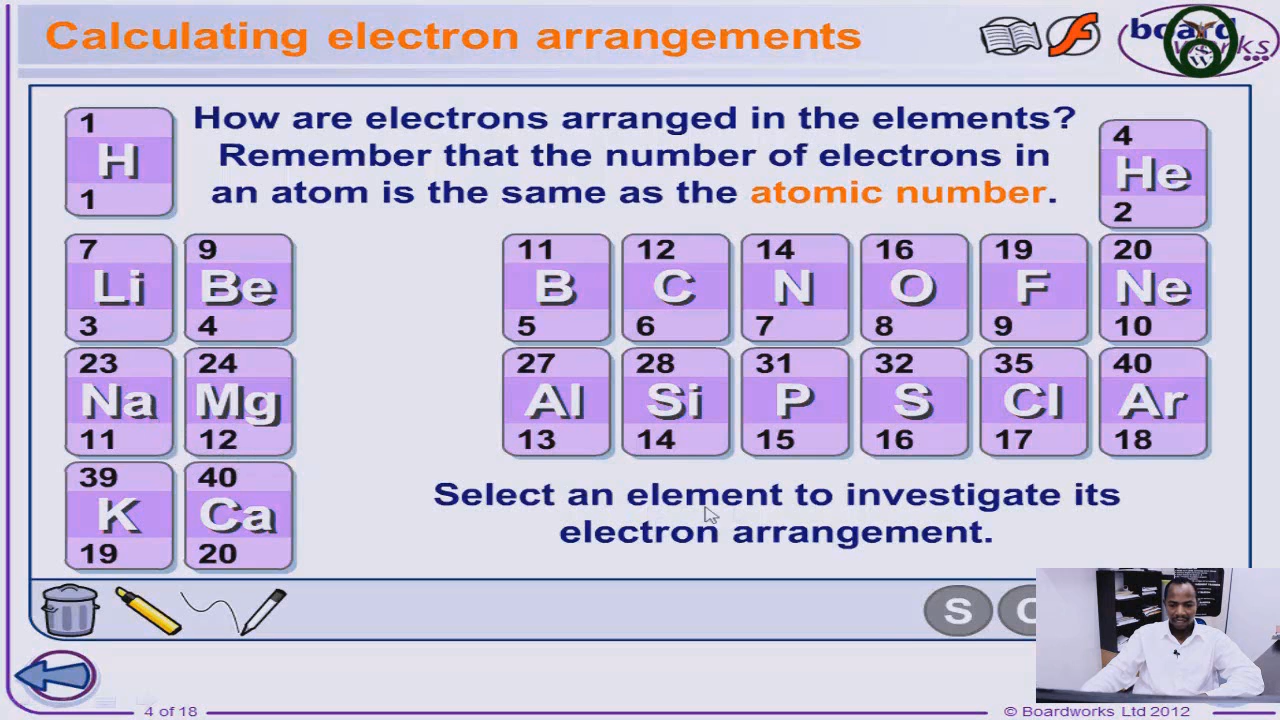 Calculating electron arrangements
board
works
How are electrons arranged in the elements?
Remember that the number of electrons in
an atom is the same as the atomic number.
1
H
1
4
He
2
7
Li
3
9
Be
4
11
B
5
12
C
6
14
N
7
16
O
8
19
F
9
20
Ne
10
23
Na
11
24
Mg
12
27
Al
13
28
Si
14
31
P
15
32
S
16
35
Cl
17
40
Ar
18
39
K
19
40
Ca
20
Select an element to investigate its
electron arrangement.
S
4 of 18
© Boardworks Ltd 2012